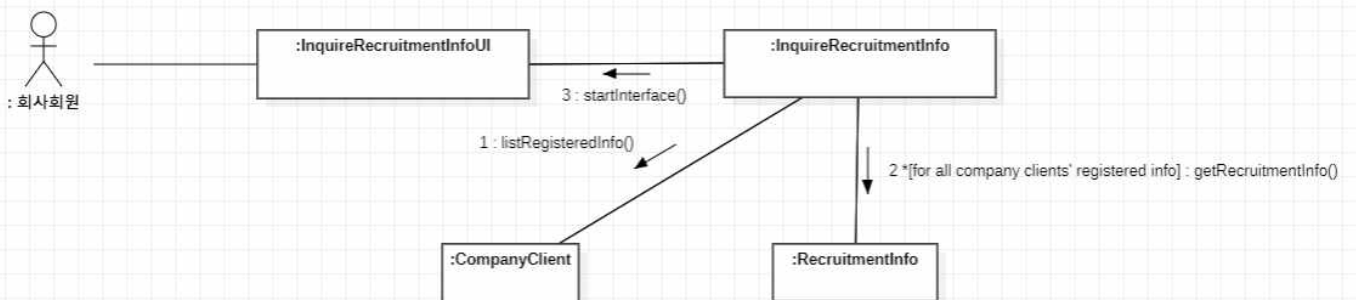 :InquireRecruitmentInfoUI
:InquireRecruitmentInfo
: 회사회원
3 : startInterface()
1 : listRegisteredInfo()
2 *[for all company clients' registered info] : getRecruitmentInfo()
:CompanyClient
:RecruitmentInfo